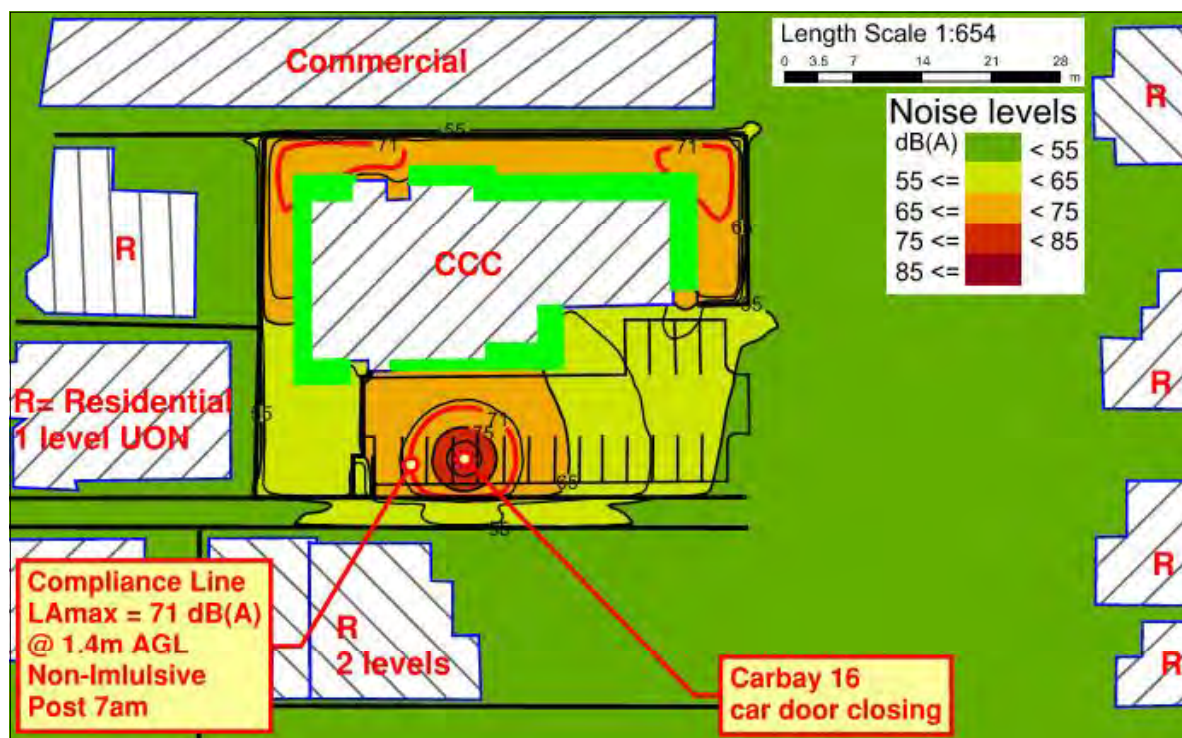 Commercial
Length Scale 1:654
0 3.5 7 14 21 28
m
Noise levels
dB(A)
< 55
55 <= < 65
65 <= < 75
75 <= < 85
85 <=
R
R
55
71
71
65
CCC
55
R
R= Residential
1 level UON
55
71
75
65
55
R
R
R
R
2 levels
Compliance Line
LAmax = 71 dB(A)
@ 1.4m AGL
Non-Imlulsive
Post 7am
Carbay 16
car door closing